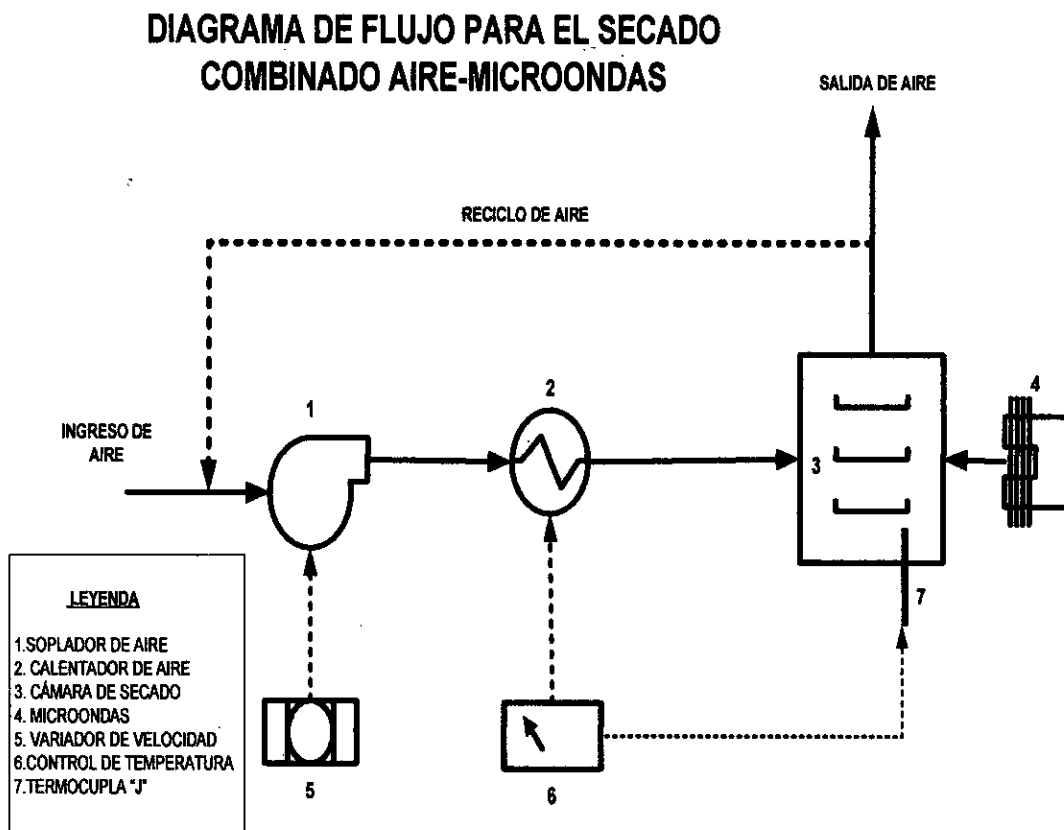 DIAGRAMA DE FLUJO PARA EL SECADO
COMBINADO AIRE-MICROONDAS
SALIDA DE AIRE
RECICLO DE AIRE
1
2
4
INGRESO DE
AIRE
3
7
LEYENDA
1.SOPLADOR DE AIRE
2. CALENTADOR DE AIRE
3. CÁMARA DE SECADO
4. MICROONDAS
5. VARIADOR DE VELOCIDAD
6.CONTROL DE TEMPERATURA
7.TERMOCUPLA "J"
5
6